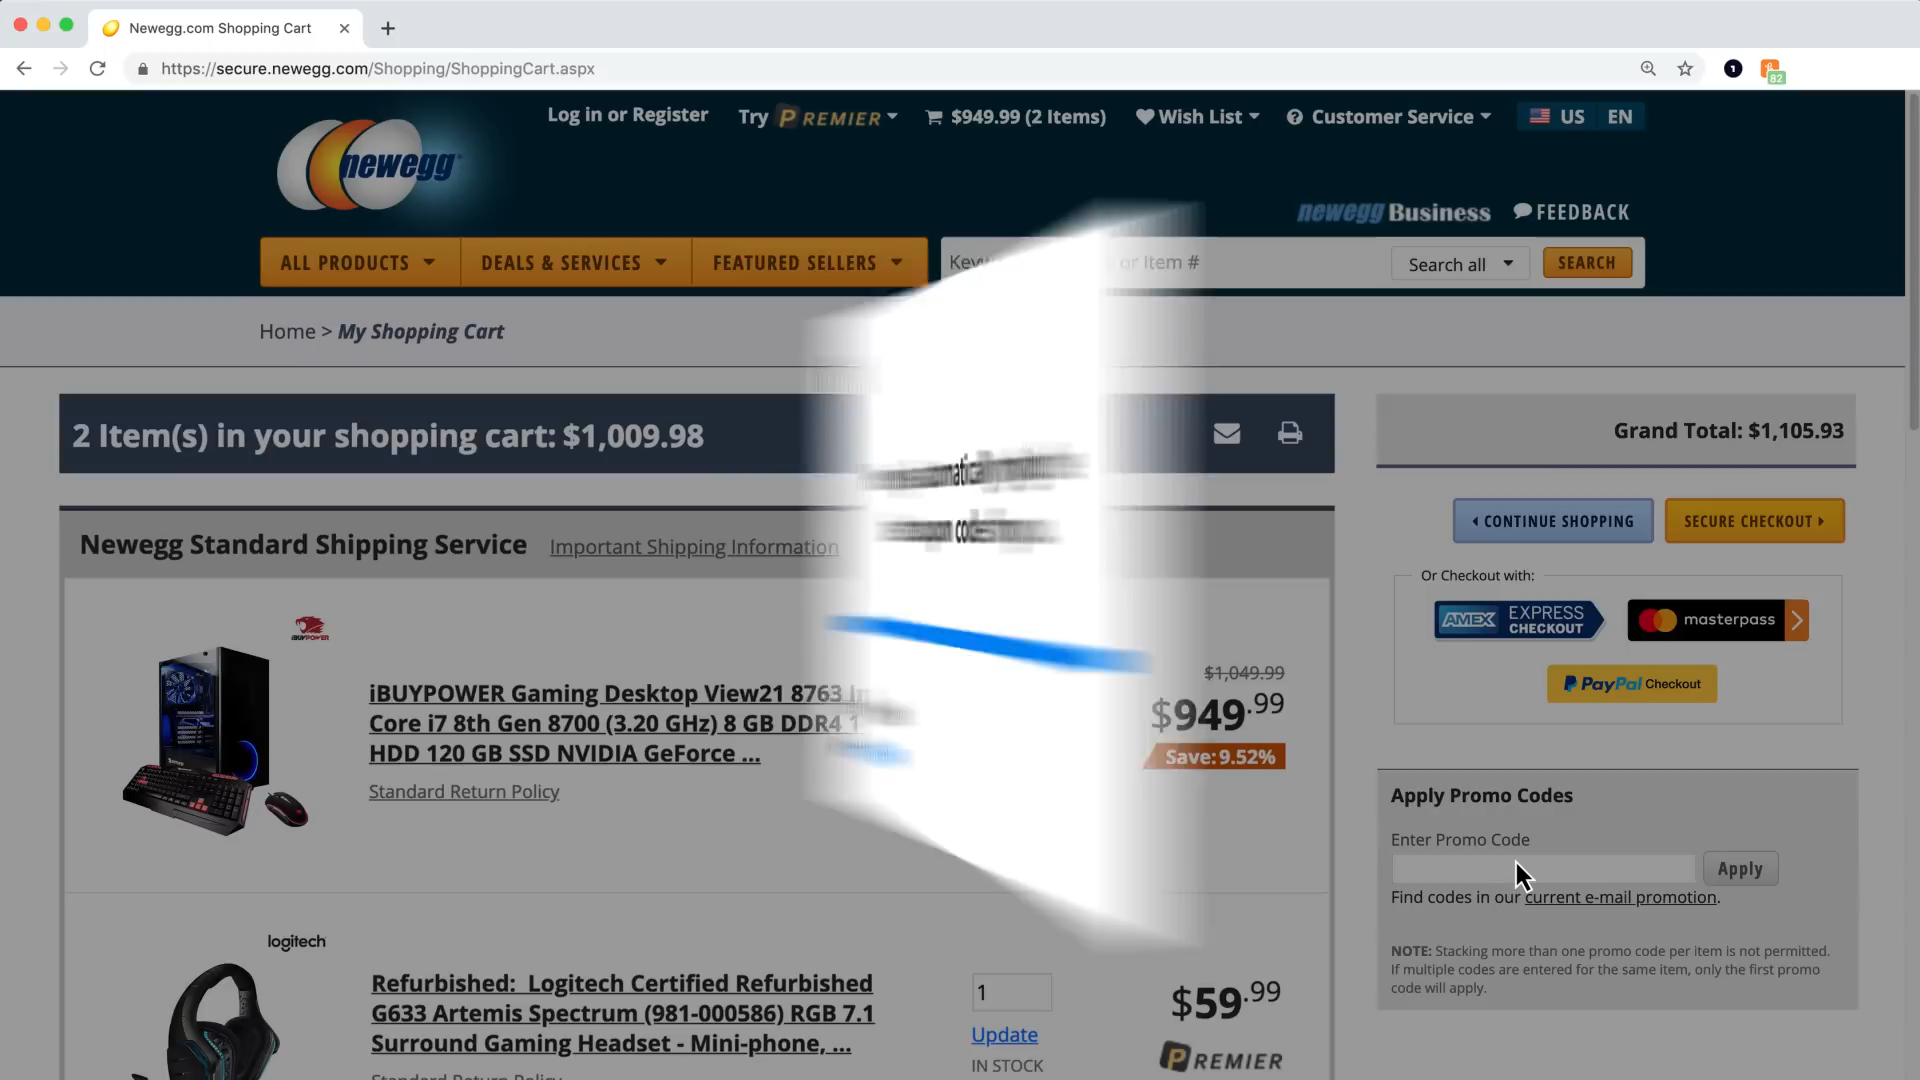 Newegg.com Shopping Cart
https://secure.newegg.com/Shopping/ShoppingCart.aspx
1
82
Log in or Register
Try PREMIER
$949.99 (2 Items)
Wish List
Customer Service
US EN
newegg
newegg Business
FEEDBACK
ALL PRODUCTS
DEALS & SERVICES
FEATURED SELLERS
or Item #
Search all
SEARCH
Home > My Shopping Cart
2 Item(s) in your shopping cart: $1,009.98
Grand Total: $1,105.93
CONTINUE SHOPPING
SECURE CHECKOUT
Newegg Standard Shipping Service
Important Shipping Information
Or Checkout with:
AMEX EXPRESS CHECKOUT
masterpass
PayPal Checkout
iBUYPOWER
iBUYPOWER Gaming Desktop View21 8763
Core i7 8th Gen 8700 (3.20 GHz) 8 GB DDR4 1
HDD 120 GB SSD NVIDIA GeForce ...
Standard Return Policy
$1,049.99
$949.99
Save: 9.52%
Apply Promo Codes
Enter Promo Code
Apply
Find codes in our current e-mail promotion.
NOTE: Stacking more than one promo code per item is not permitted.
If multiple codes are entered for the same item, only the first promo
code will apply.
logitech
Refurbished: Logitech Certified Refurbished
G633 Artemis Spectrum (981-000586) RGB 7.1
Surround Gaming Headset - Mini-phone, ...
Standard Return Policy
1
Update
IN STOCK
$59.99
PREMIER